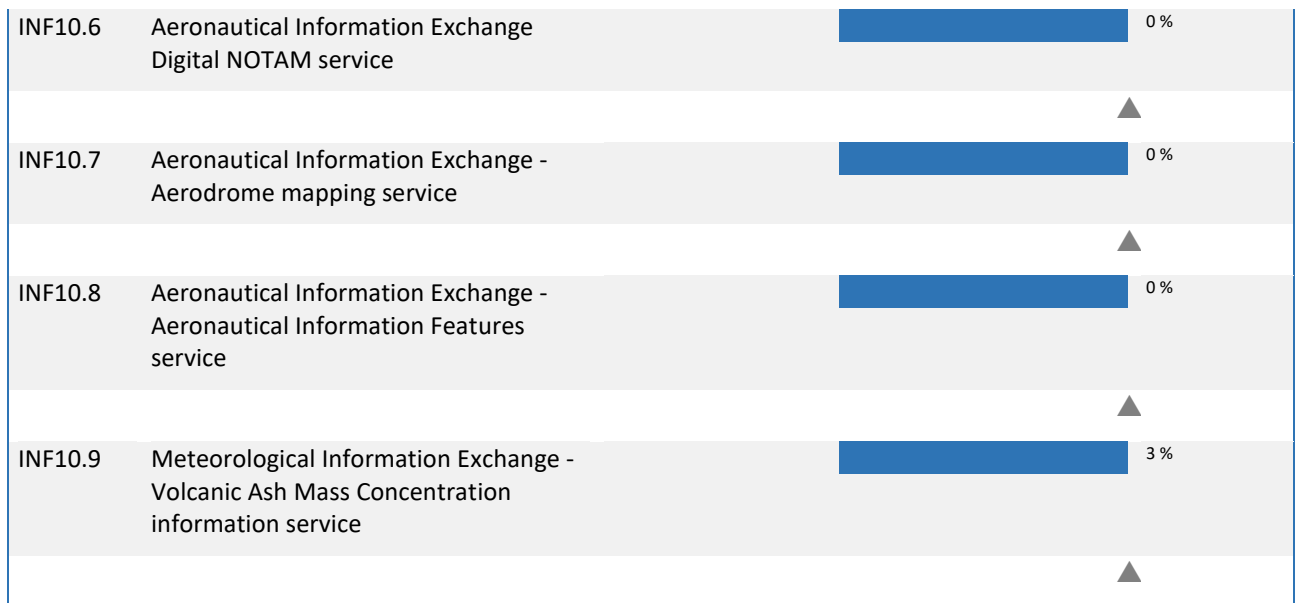 INF10.6 Aeronautical Information Exchange 0 %
Digital NOTAM service
INF10.7 Aeronautical Information Exchange - 0 %
Aerodrome mapping service
INF10.8 Aeronautical Information Exchange - 0 %
Aeronautical Information Features
service
INF10.9 Meteorological Information Exchange - 3 %
Volcanic Ash Mass Concentration
information service